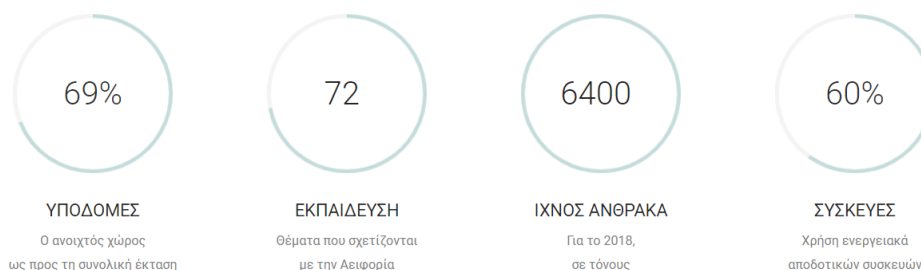 69%
72
6400
60%
ΥΠΟΔΟΜΕΣ
Ο ανοιχτός χώρος
ως προς τη συνολική έκταση
ΕΚΠΑΙΔΕΥΣΗ
Θέματα που σχετίζονται
με την Αειφορία
ΙΧΝΟΣ ΑΝΘΡΑΚΑ
Για το 2018,
σε τόνους
ΣΥΣΚΕΥΕΣ
Χρήση ενεργειακά
αποδοτικών συσκευών